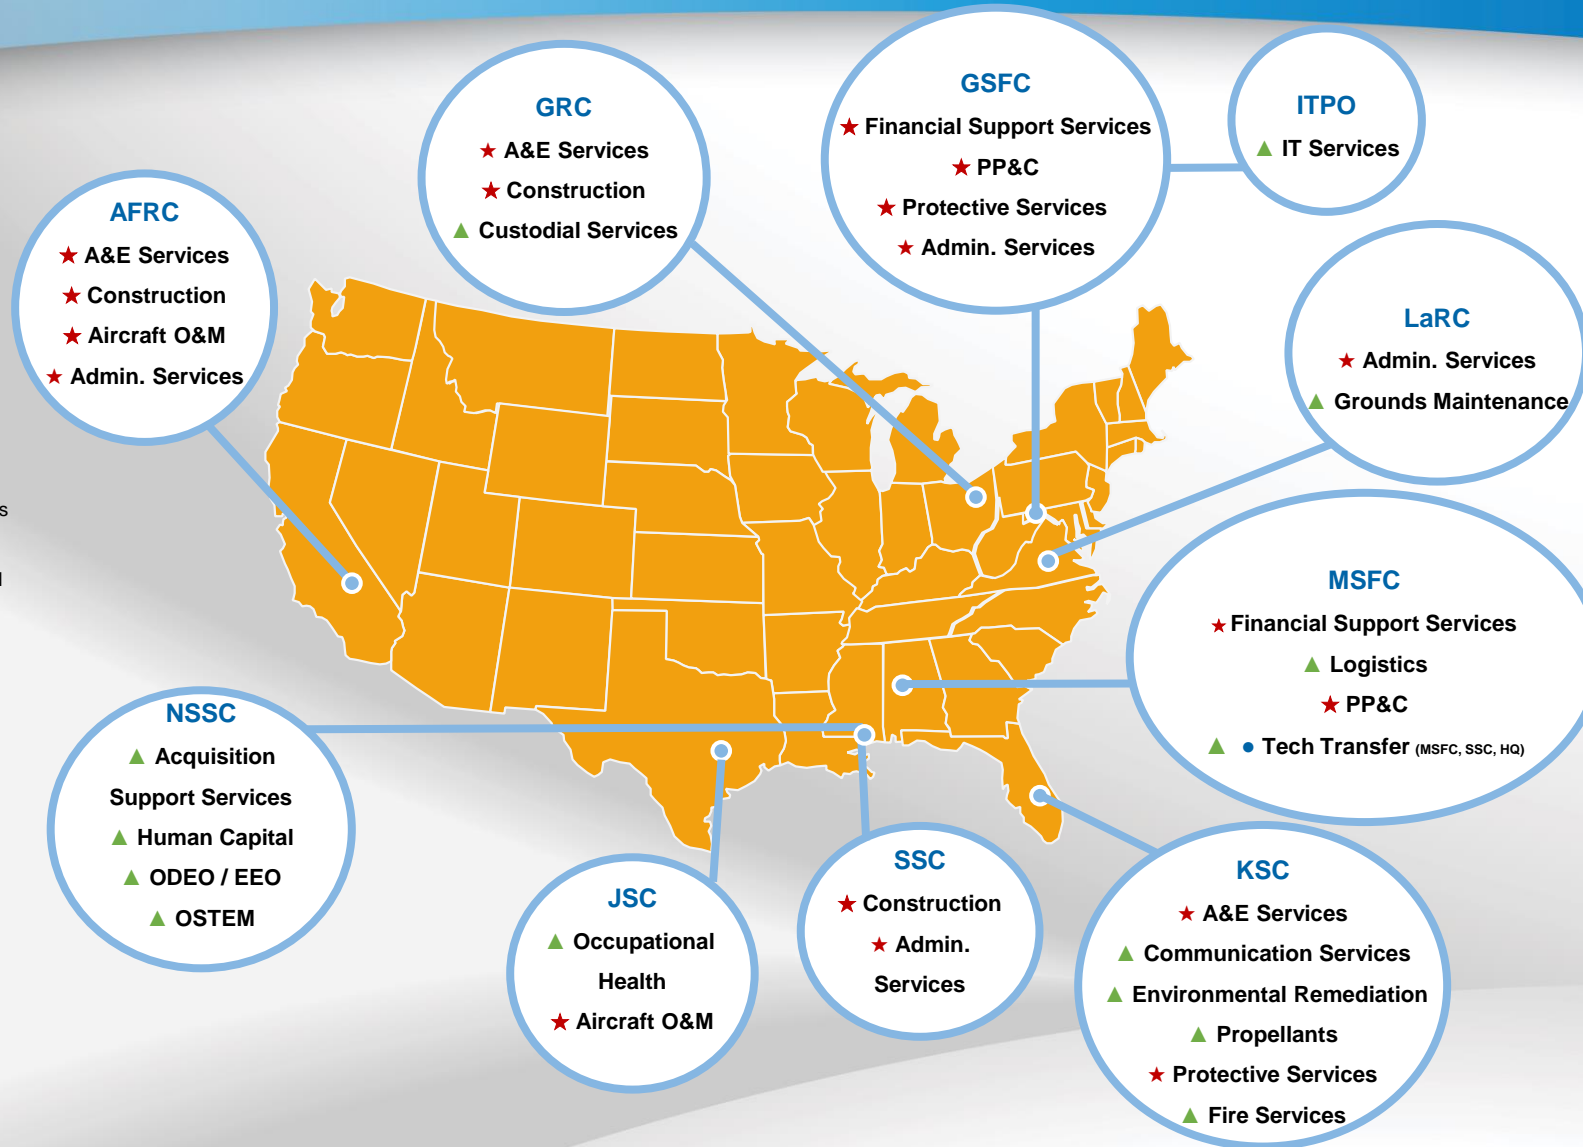 GSFC
★ Financial Support Services
★ PP&C
★ Protective Services
★ Admin. Services
ITPO
▲ IT Services
GRC
★ A&E Services
★ Construction
▲ Custodial Services
AFRC
★ A&E Services
★ Construction
★ Aircraft O&M
★ Admin. Services
LaRC
★ Admin. Services
▲ Grounds Maintenance
MSFC
★ Financial Support Services
▲ Logistics
★ PP&C
▲ ● Tech Transfer (MSFC, SSC, HQ)
NSSC
▲ Acquisition
Support Services
▲ Human Capital
▲ ODEO / EEO
▲ OSTEM
JSC
▲ Occupational
Health
★ Aircraft O&M
SSC
★ Construction
★ Admin.
Services
KSC
★ A&E Services
▲ Communication Services
▲ Environmental Remediation
▲ Propellants
★ Protective Services
▲ Fire Services